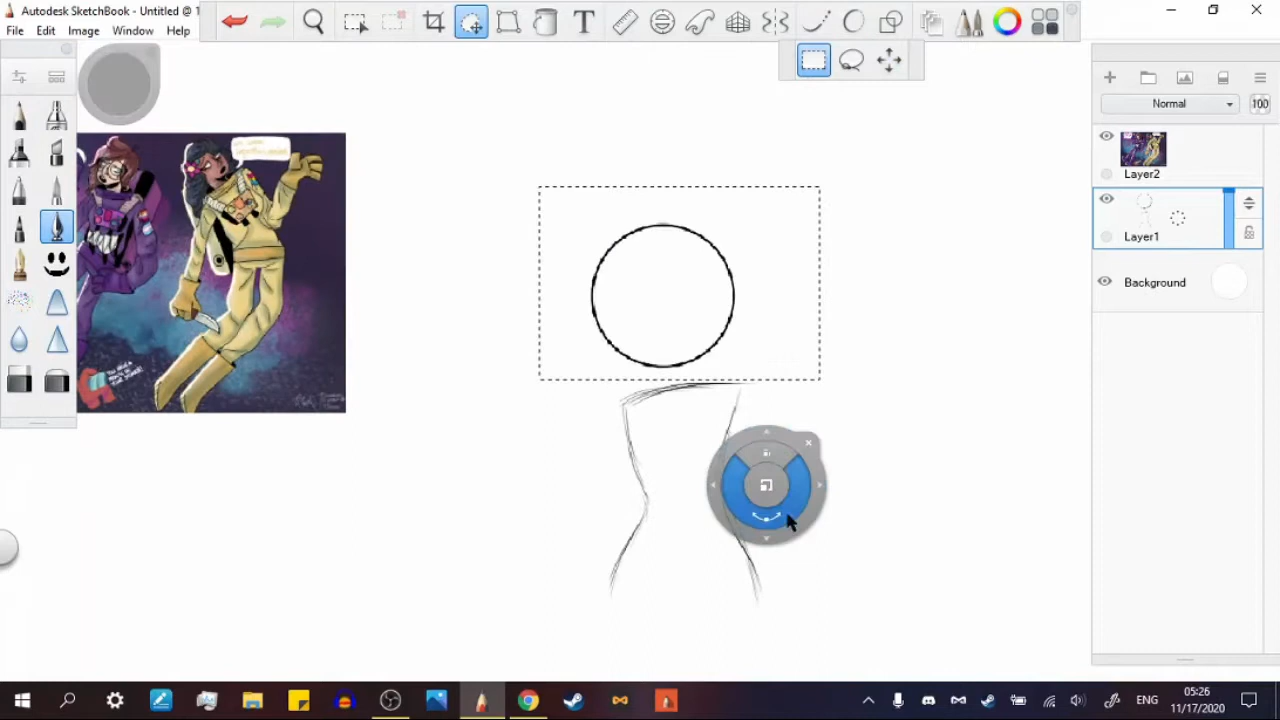 Autodesk SketchBook - Untitled @ 1
File Edit Image Window Help
T
Normal
100
Layer2
Layer1
Background
ENG
05:26
11/17/2020